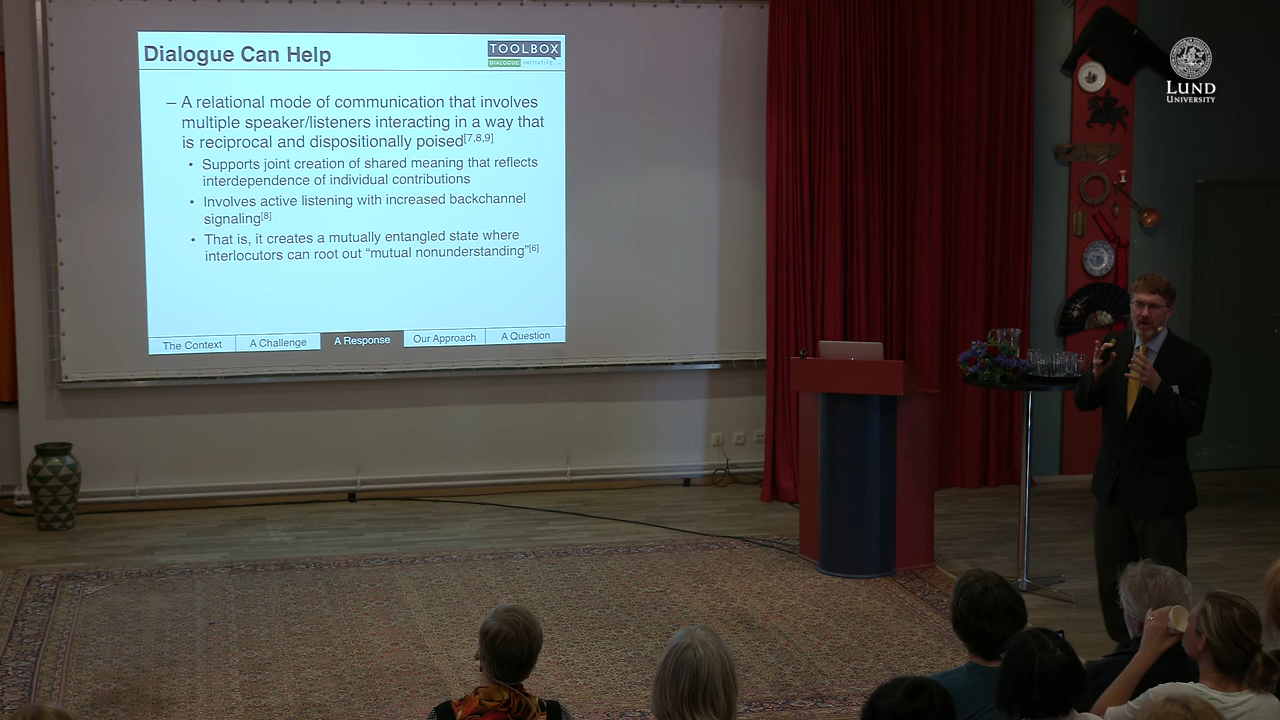 Dialogue Can Help
TOOLBOX
DIALOGUE INITIATIVE
– A relational mode of communication that involves
multiple speaker/listeners interacting in a way that
is reciprocal and dispositionally poised[7,8,9]
• Supports joint creation of shared meaning that reflects
interdependence of individual contributions
• Involves active listening with increased backchannel
signaling[8]
• That is, it creates a mutually entangled state where
interlocutors can root out “mutual nonunderstanding”[6]
The Context
A Challenge
A Response
Our Approach
A Question
LUND
UNIVERSITY